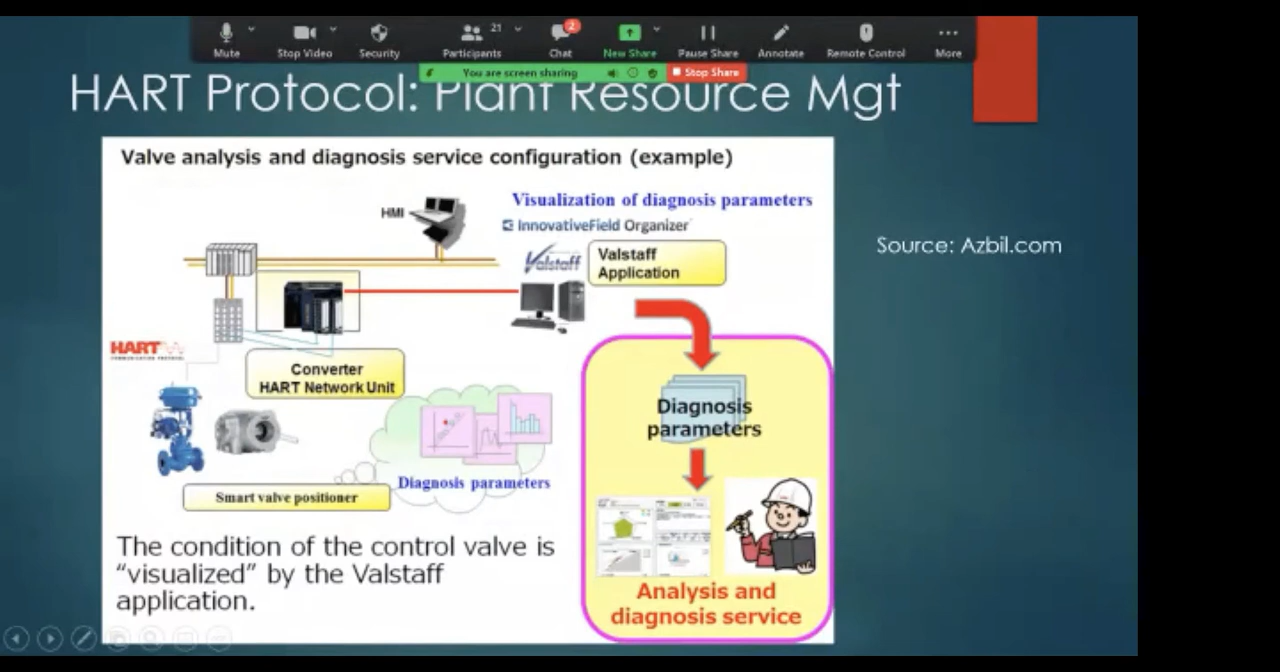 Mute
Stop Video
Security
Participants
21
Chat
2
New Share
Pause Share
Annotate
Remote Control
More
You are screen sharing
Stop Share
HART Protocol: Plant Resource Mgt
Valve analysis and diagnosis service configuration (example)
HMI
Visualization of diagnosis parameters
InnovativeField Organizer
Valstaff
Valstaff
Application
Source: Azbil.com
HART
COMMUNICATION PROTOCOL
Converter
HART Network Unit
Diagnosis
parameters
Smart valve positioner
Diagnosis parameters
The condition of the control valve is
“visualized” by the Valstaff
application.
Analysis and
diagnosis service